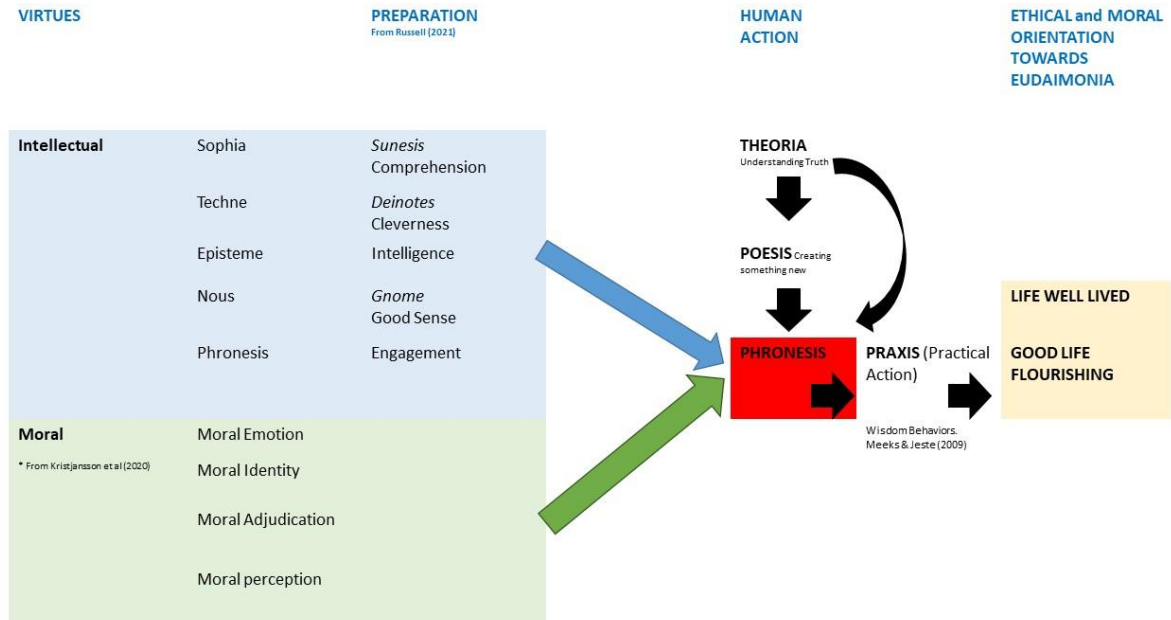 VIRTUES
PREPARATION
From Russell (2021)
HUMAN
ACTION
ETHICAL and MORAL
ORIENTATION
TOWARDS
EUDAIMONIA
Intellectual
Sophia
Sunesis
Comprehension
Techne
Deinotes
Cleverness
Episteme
Intelligence
Nous
Gnome
Good Sense
Phronesis
Engagement
Moral
* From Kristjansson et al (2020)
Moral Emotion
Moral Identity
Moral Adjudication
Moral perception
THEORIA
Understanding Truth
POESIS Creating
something new
PHRONESIS
PRAXIS (Practical
Action)
Wisdom Behaviors.
Meeks & Jeste (2009)
LIFE WELL LIVED
GOOD LIFE
FLOURISHING